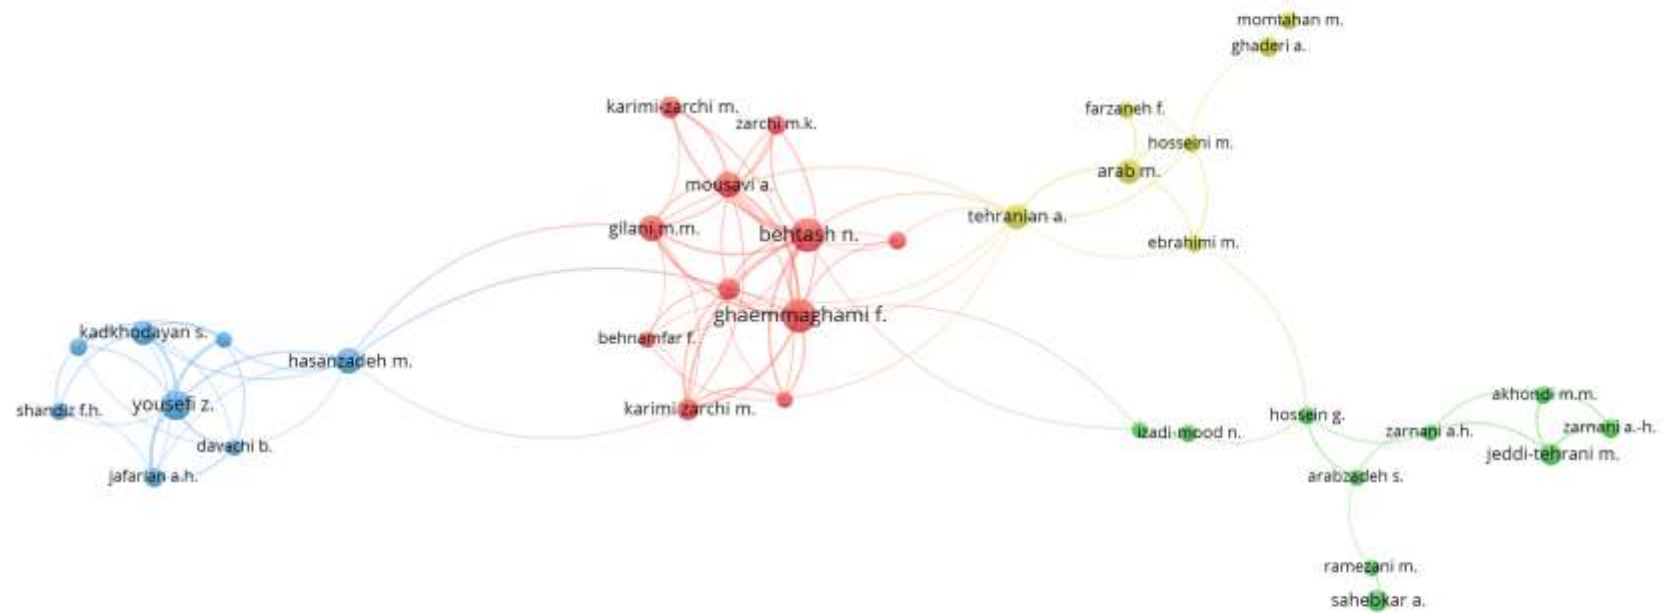 momtahan m.
ghaderi a.
karimi-zarchi m.
farzaneh f.
zarchi m.k.
hosseini m.
arab m.
mousavi a.
tehranian a.
gilani m.m.
behtash n.
ebrahimi m.
ghaemmaghami f.
kadkhodayan s.
behnamfar f.
hasanzadeh m.
akhondi m.m.
yousefi z.
shandiz f.h.
karimi zarchi m.
hossein g.
zarnani a.-h.
izadi-mood n.
zarnani a.h.
davachi b.
jeddi-tehrani m.
jafarian a.h.
arabzadeh s.
ramezani m.
sahebkar a.